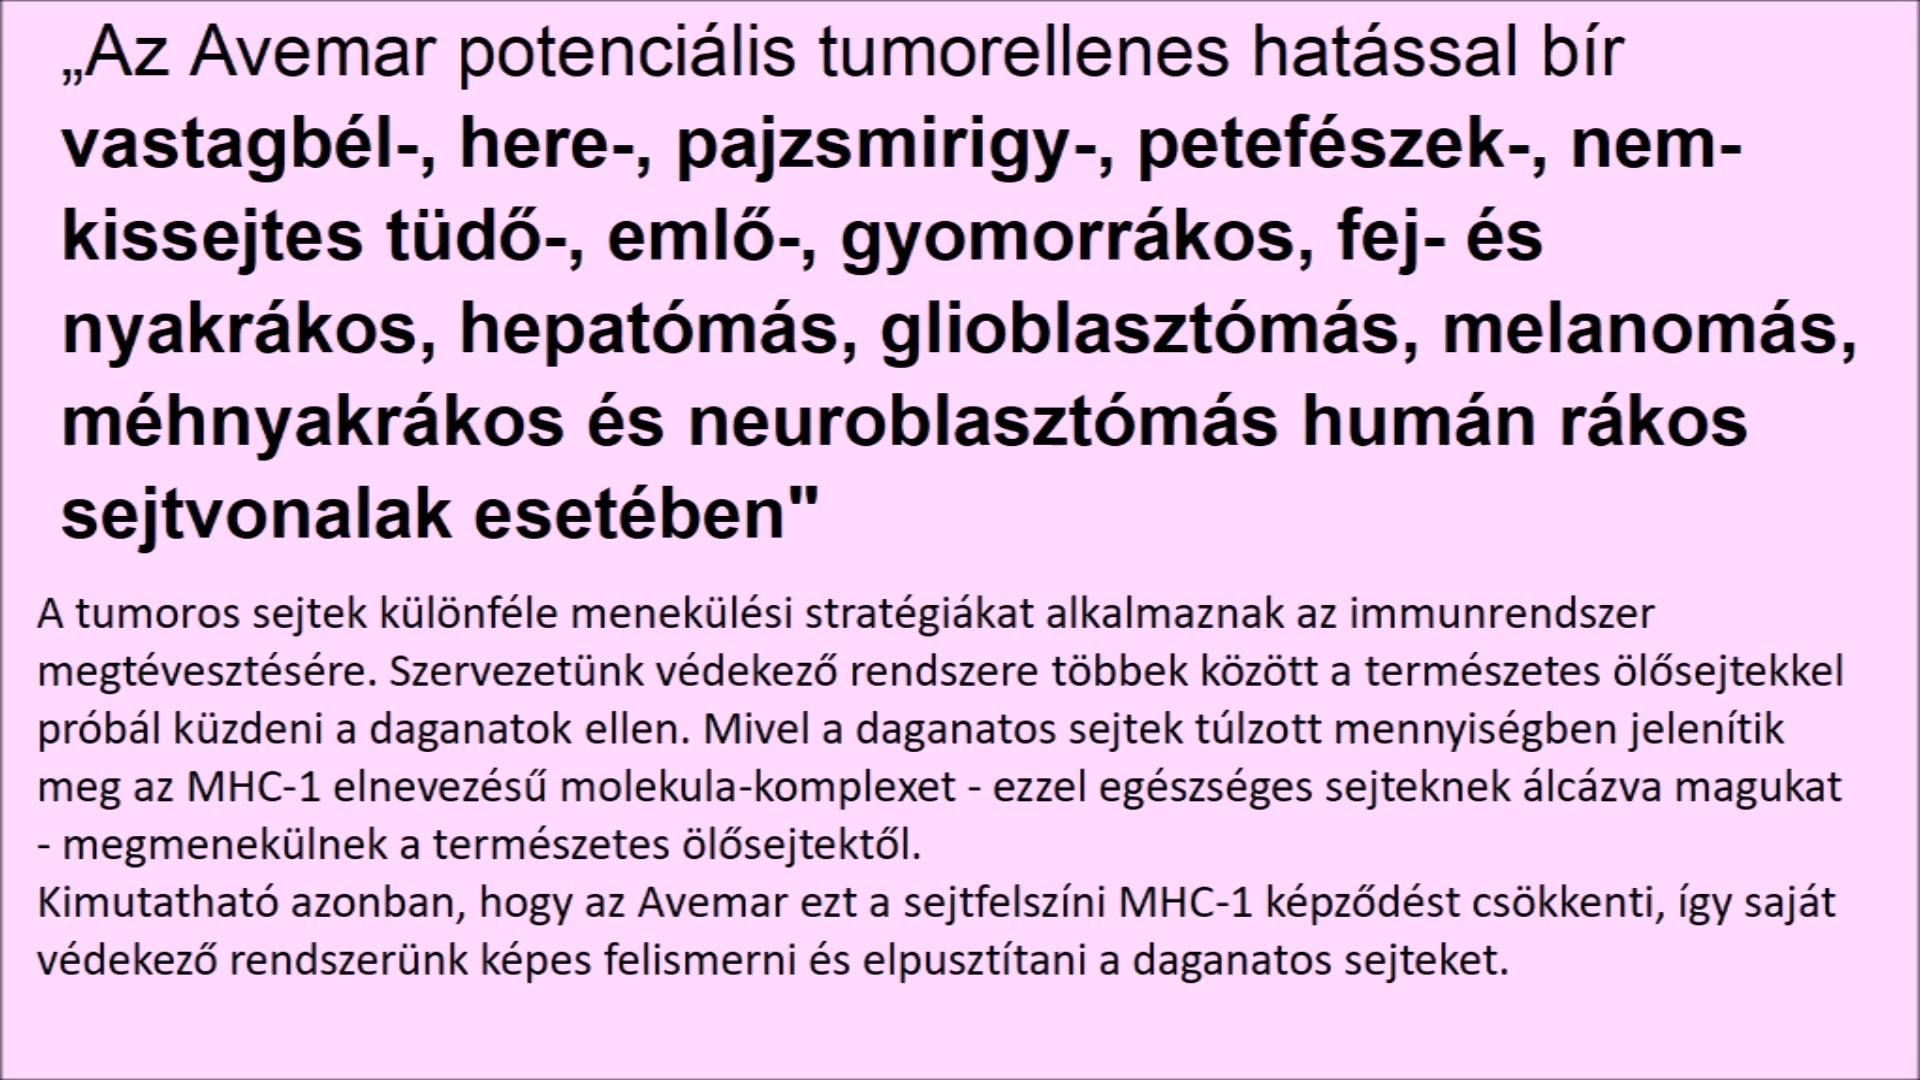 „Az Avemar potenciális tumorellenes hatással bír
vastagbél-, here-, pajzsmirigy-, petefészek-, nem-
kissejtes tüdő-, emlő-, gyomorrákos, fej- és
nyakrákos, hepatómás, glioblasztómás, melanomás,
méhnyakrákos és neuroblasztómás humán rákos
sejtvonalak esetében"
A tumoros sejtek különféle menekülési stratégiákat alkalmaznak az immunrendszer
megtévesztésére. Szervezetünk védekező rendszere többek között a természetes ölősejtekkel
próbál küzdeni a daganatok ellen. Mivel a daganatos sejtek túlzott mennyiségben jelenítik
meg az MHC-1 elnevezésű molekula-komplexet - ezzel egészséges sejteknek álcázva magukat
- megmenekülnek a természetes ölősejtektől.
Kimutatható azonban, hogy az Avemar ezt a sejtfelszíni MHC-1 képződést csökkenti, így saját
védekező rendszerünk képes felismerni és elpusztítani a daganatos sejteket.